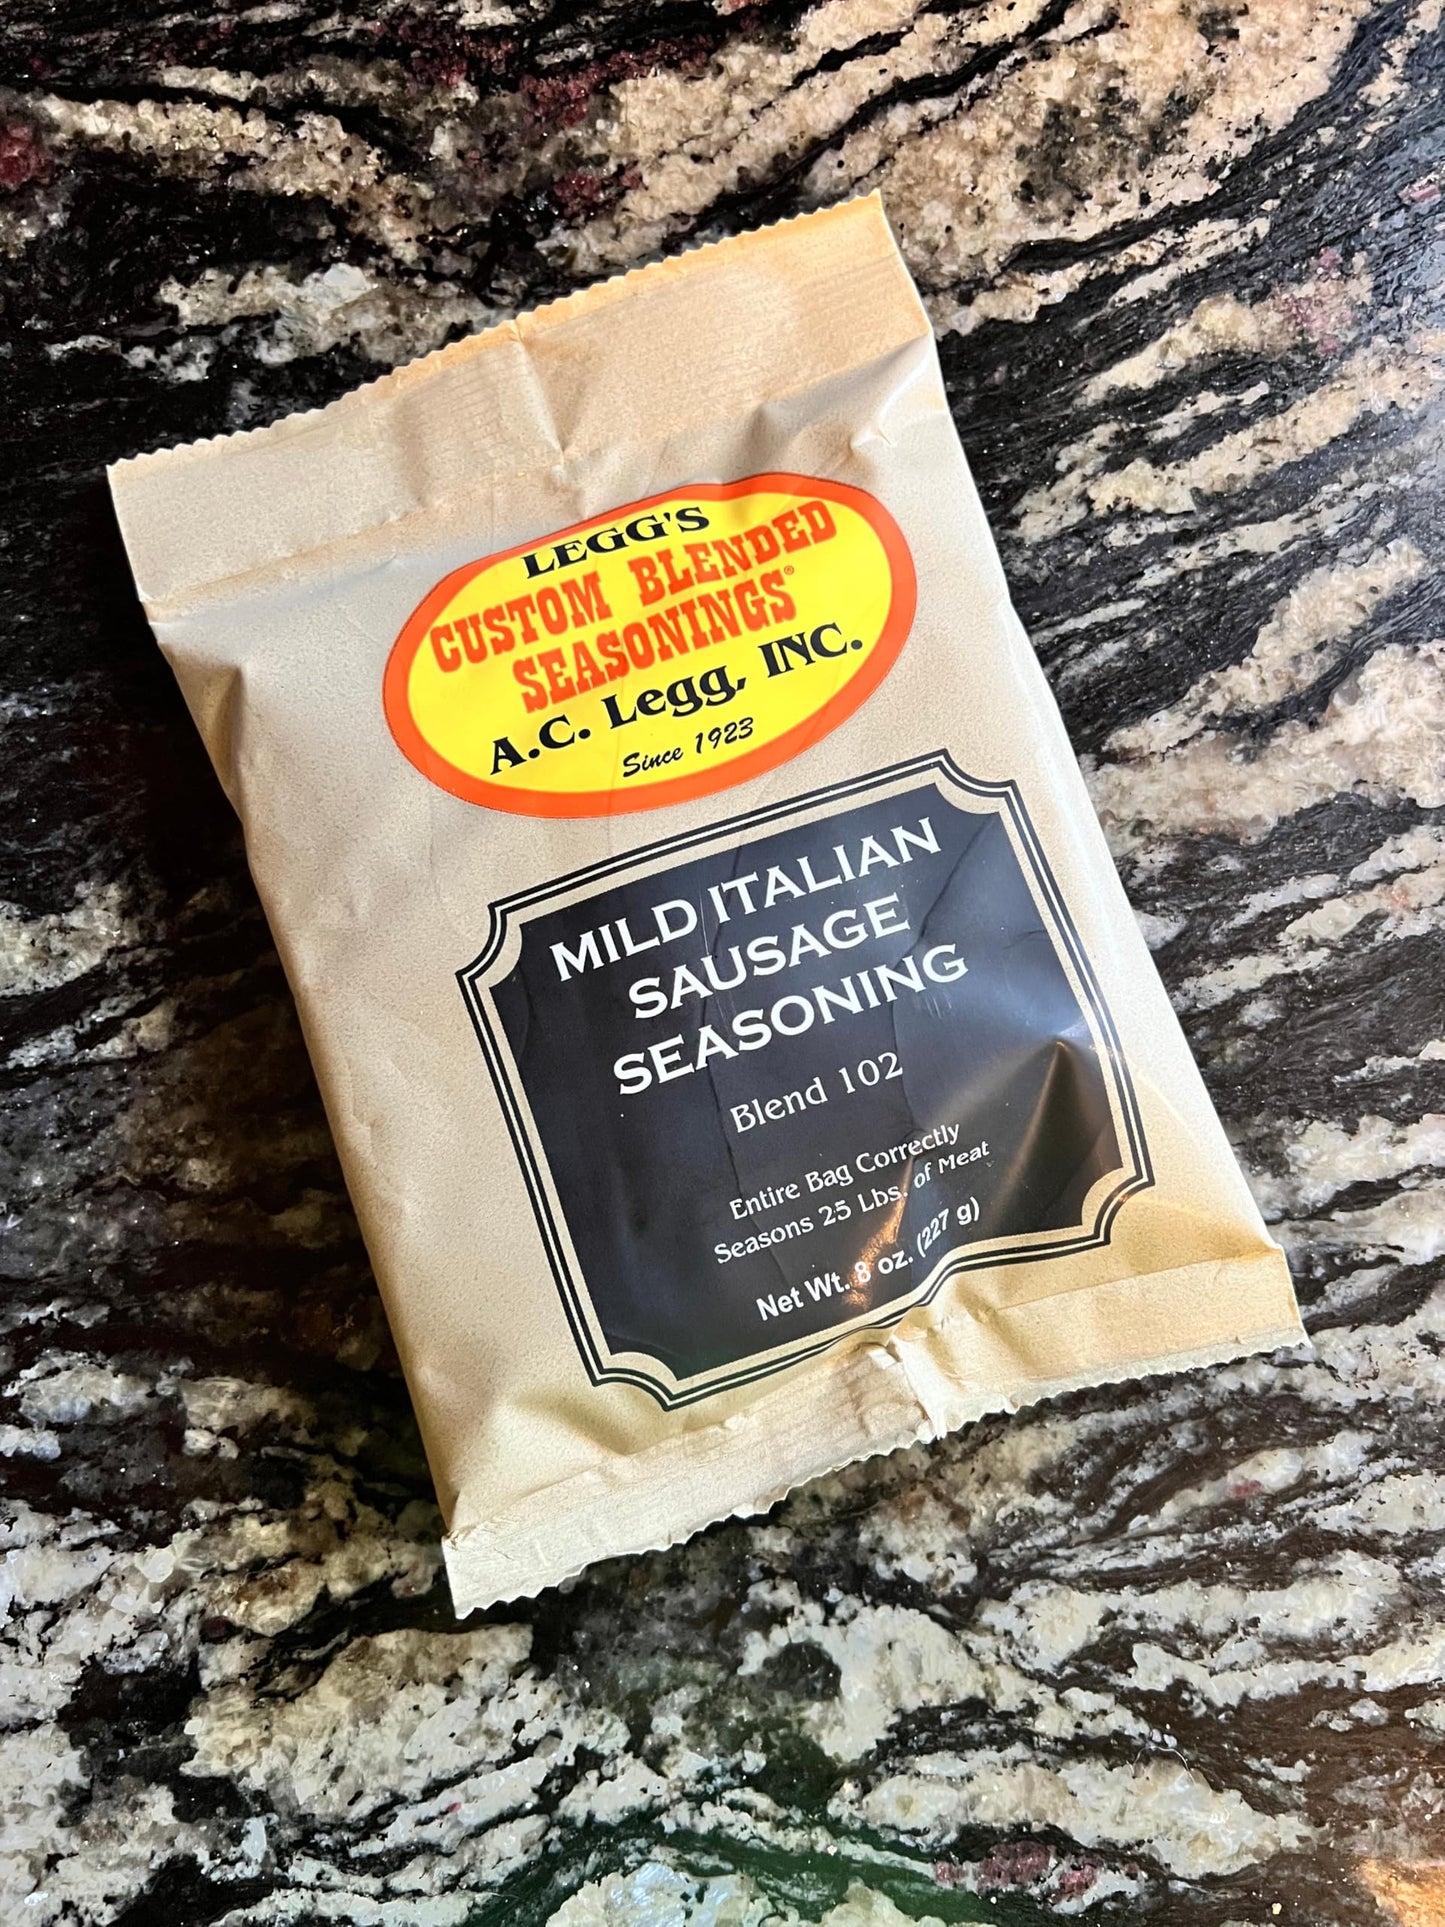 LEGG'S
CUSTOM BLENDED
SEASONINGS®
A.C. Legg, INC.
Since 1923
MILD ITALIAN
SAUSAGE
SEASONING
Blend 102
Entire Bag Correctly
Seasons 25 Lbs. of Meat
Net Wt. 8 oz. (227 g)